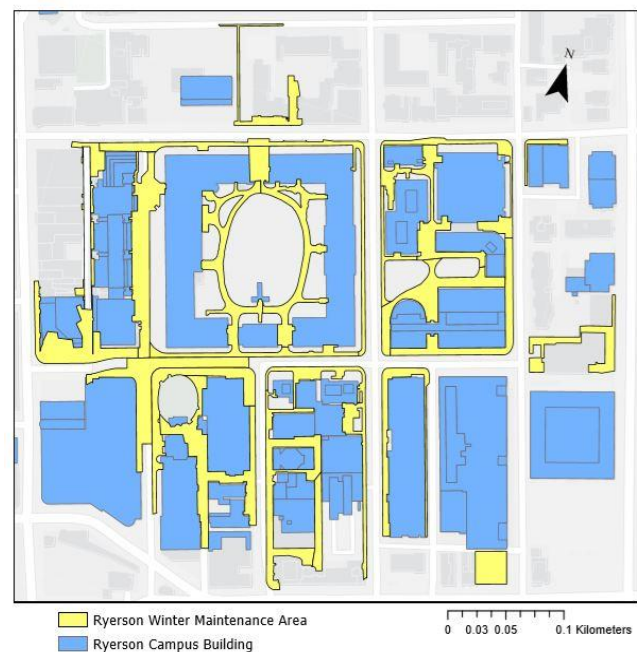 N
Ryerson Winter Maintenance Area
Ryerson Campus Building
0 0.03 0.05 0.1 Kilometers